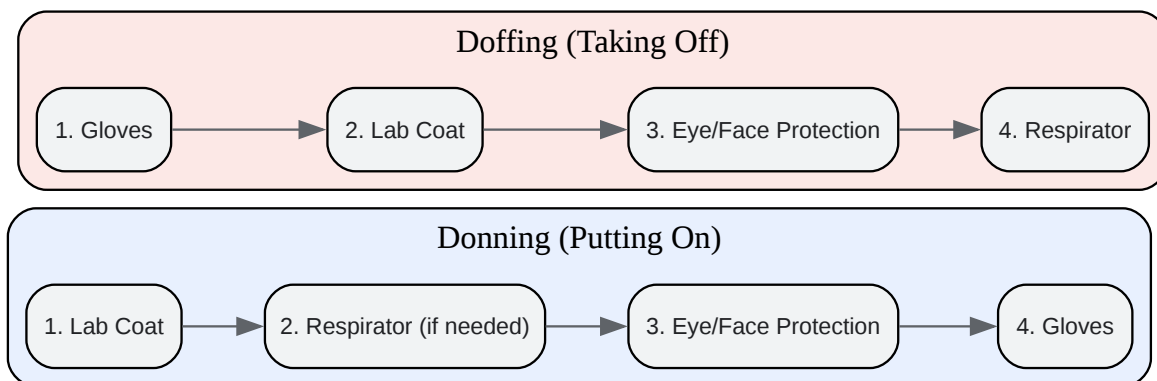 Doffing (Taking Off)
1. Gloves
2. Lab Coat
3. Eye/Face Protection
4. Respirator
Donning (Putting On)
1. Lab Coat
2. Respirator (if needed)
3. Eye/Face Protection
4. Gloves